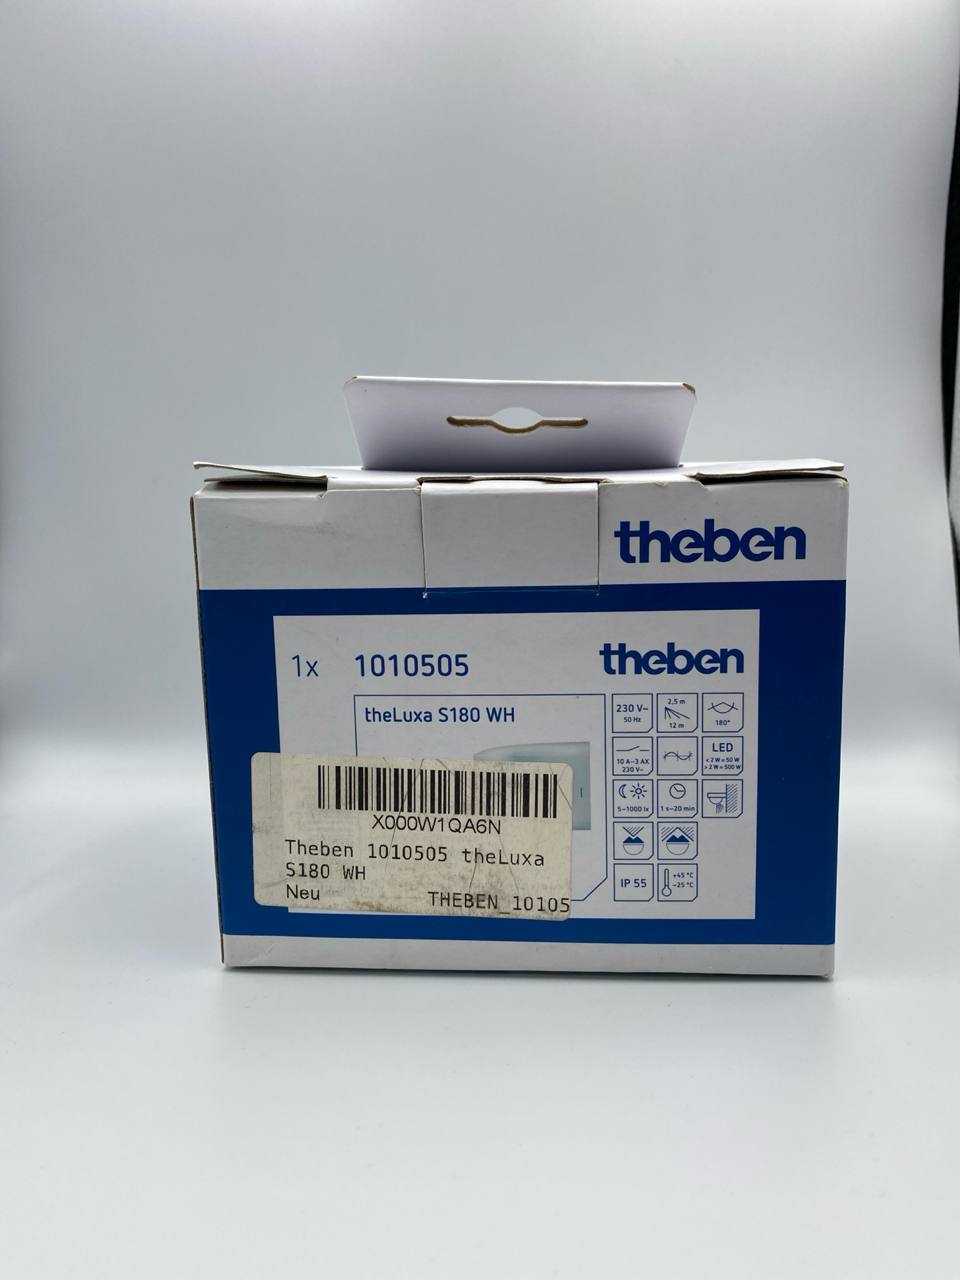 theben
1x 1010505 theben
theLuxa S180 WH
230 V~
50 Hz
2,5 m
12 m
180°
10 A–3 AX
230 V~
LED
< 2 W = 50 W
> 2 W = 500 W
5–1000 lx
1 s–20 min
IP 55
+45 °C
–25 °C
X000W1QA6N
Theben 1010505 theLuxa
S180 WH
Neu THEBEN_10105